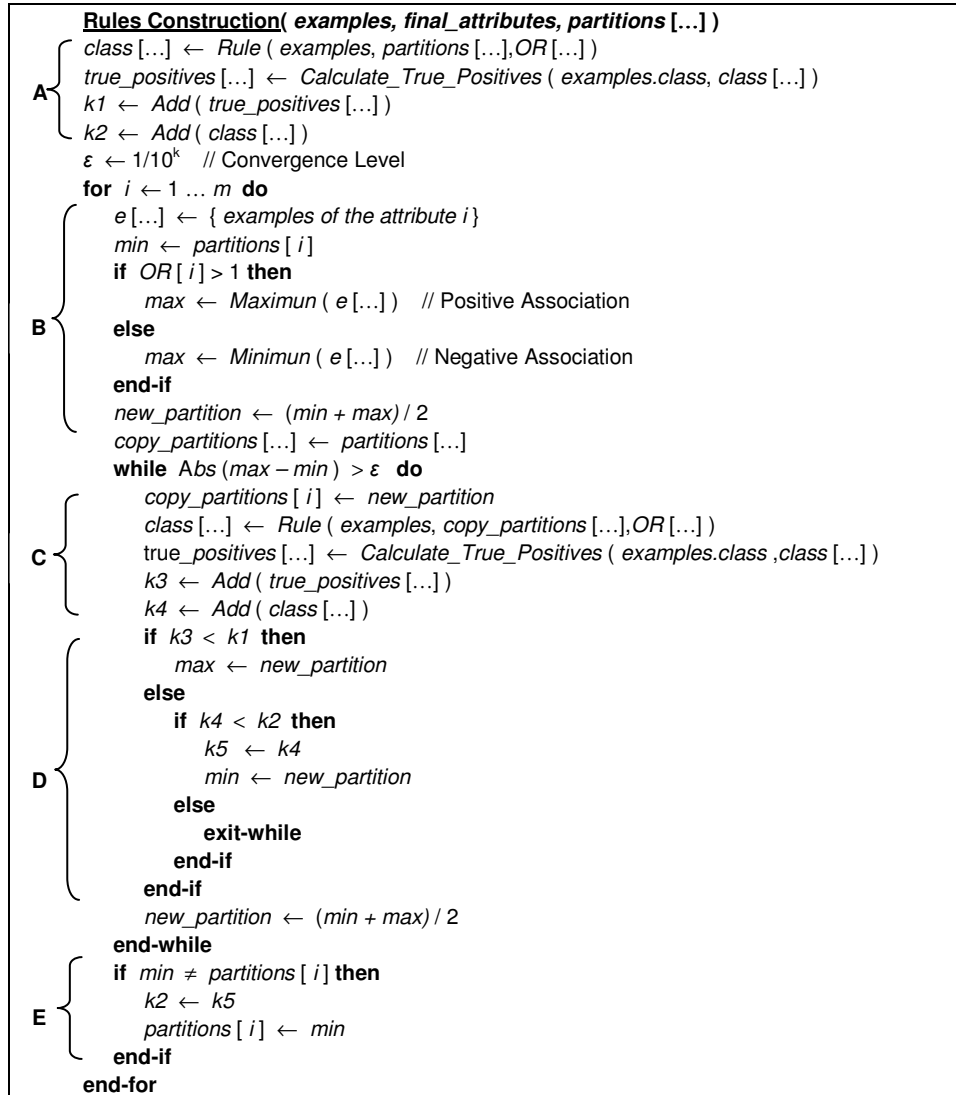 Rules Construction( examples, final_attributes, partitions […] )
class […] ← Rule ( examples, partitions […],OR […] )
true_positives […] ← Calculate_True_Positives ( examples.class, class […] )
A
k1 ← Add ( true_positives […] )
k2 ← Add ( class […] )
ε ← 1/10^k // Convergence Level
for i ← 1 … m do
e […] ← { examples of the attribute i }
min ← partitions [ i ]
if OR [ i ] > 1 then
max ← Maximun ( e […] ) // Positive Association
B
else
max ← Minimun ( e […] ) // Negative Association
end-if
new_partition ← (min + max) / 2
copy_partitions […] ← partitions […]
while Abs (max – min ) > ε do
copy_partitions [ i ] ← new_partition
class […] ← Rule ( examples, copy_partitions […],OR […] )
C
true_positives […] ← Calculate_True_Positives ( examples.class ,class […] )
k3 ← Add ( true_positives […] )
k4 ← Add ( class […] )
if k3 < k1 then
max ← new_partition
else
if k4 < k2 then
k5 ← k4
D
min ← new_partition
else
exit-while
end-if
end-if
new_partition ← (min + max) / 2
end-while
if min ≠ partitions [ i ] then
E
k2 ← k5
partitions [ i ] ← min
end-if
end-for